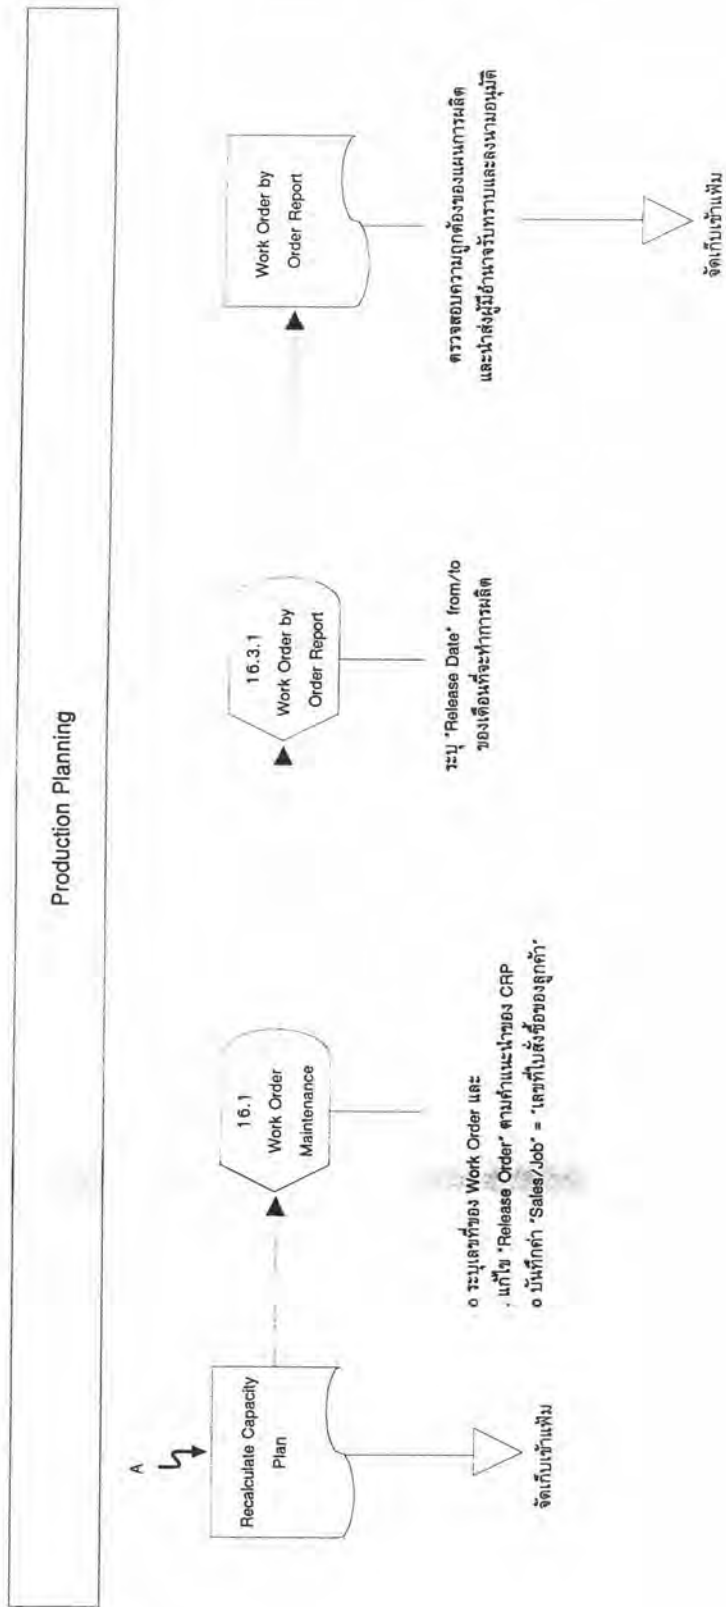 Production Planning
A
Recalculate Capacity
Plan
จัดเก็บเข้าแฟ้ม
16.1
Work Order
Maintenance
o ระบุเลขที่ของ Work Order และ
. แก้ไข "Release Order" ตามคำแนะนำของ CRP
o บันทึกค่า "Sales/Job" = "เลขที่ใบสั่งซื้อของลูกค้า"
16.3.1
Work Order by
Order Report
ระบุ "Release Date" from/to
ของเดือนที่จะทำการผลิต
Work Order by
Order Report
ตรวจสอบความถูกต้องของแผนการผลิต
และนำส่งผู้มีอำนาจรับทราบและลงนามอนุมัติ
จัดเก็บเข้าแฟ้ม